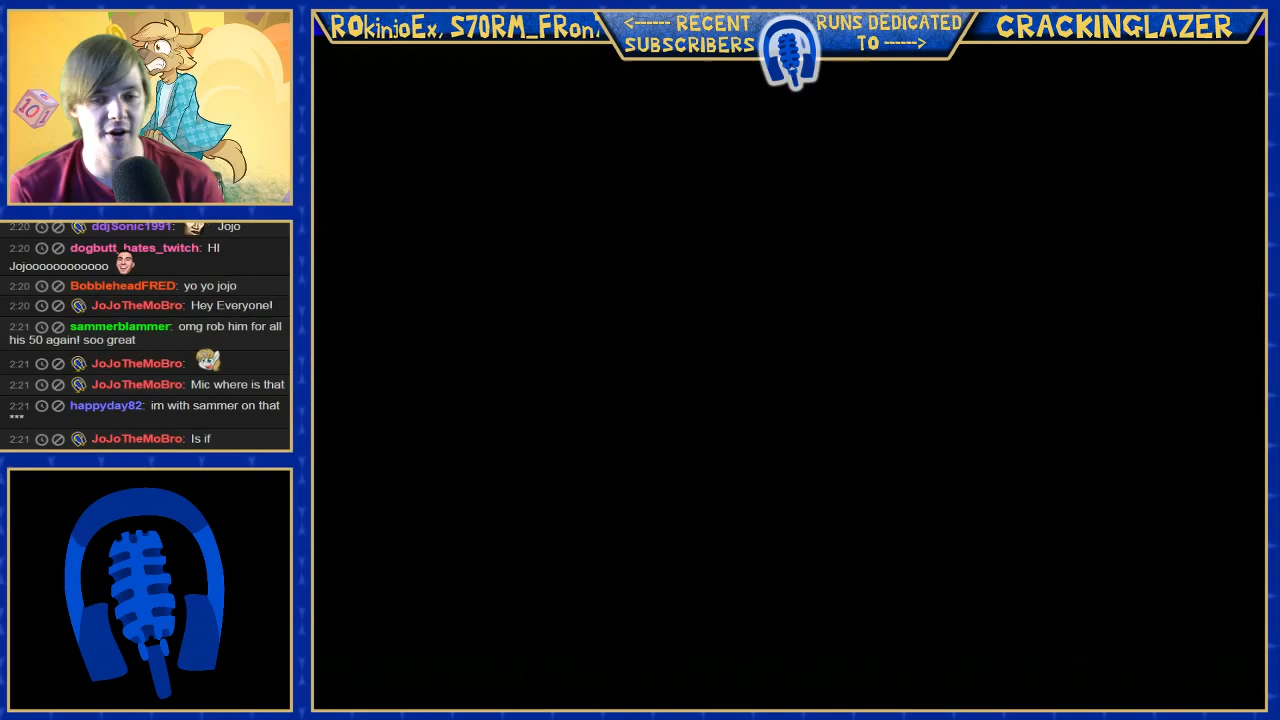 ROkinjoEx, S70RM_FRon
<------ RECENT
SUBSCRIBERS
RUNS DEDICATED
TO ------>
CRACKINGLAZER
10
2:20 ddjSonic1991: Jojo
2:20 dogbutt_hates_twitch: HI
Jojooooooooooo
2:20 BobbleheadFRED: yo yo jojo
2:20 JoJoTheMoBro: Hey Everyone!
2:21 sammerblammer: omg rob him for all
his 50 again! soo great
2:21 JoJoTheMoBro:
2:21 JoJoTheMoBro: Mic where is that
2:21 happyday82: im with sammer on that
***
2:21 JoJoTheMoBro: Is if